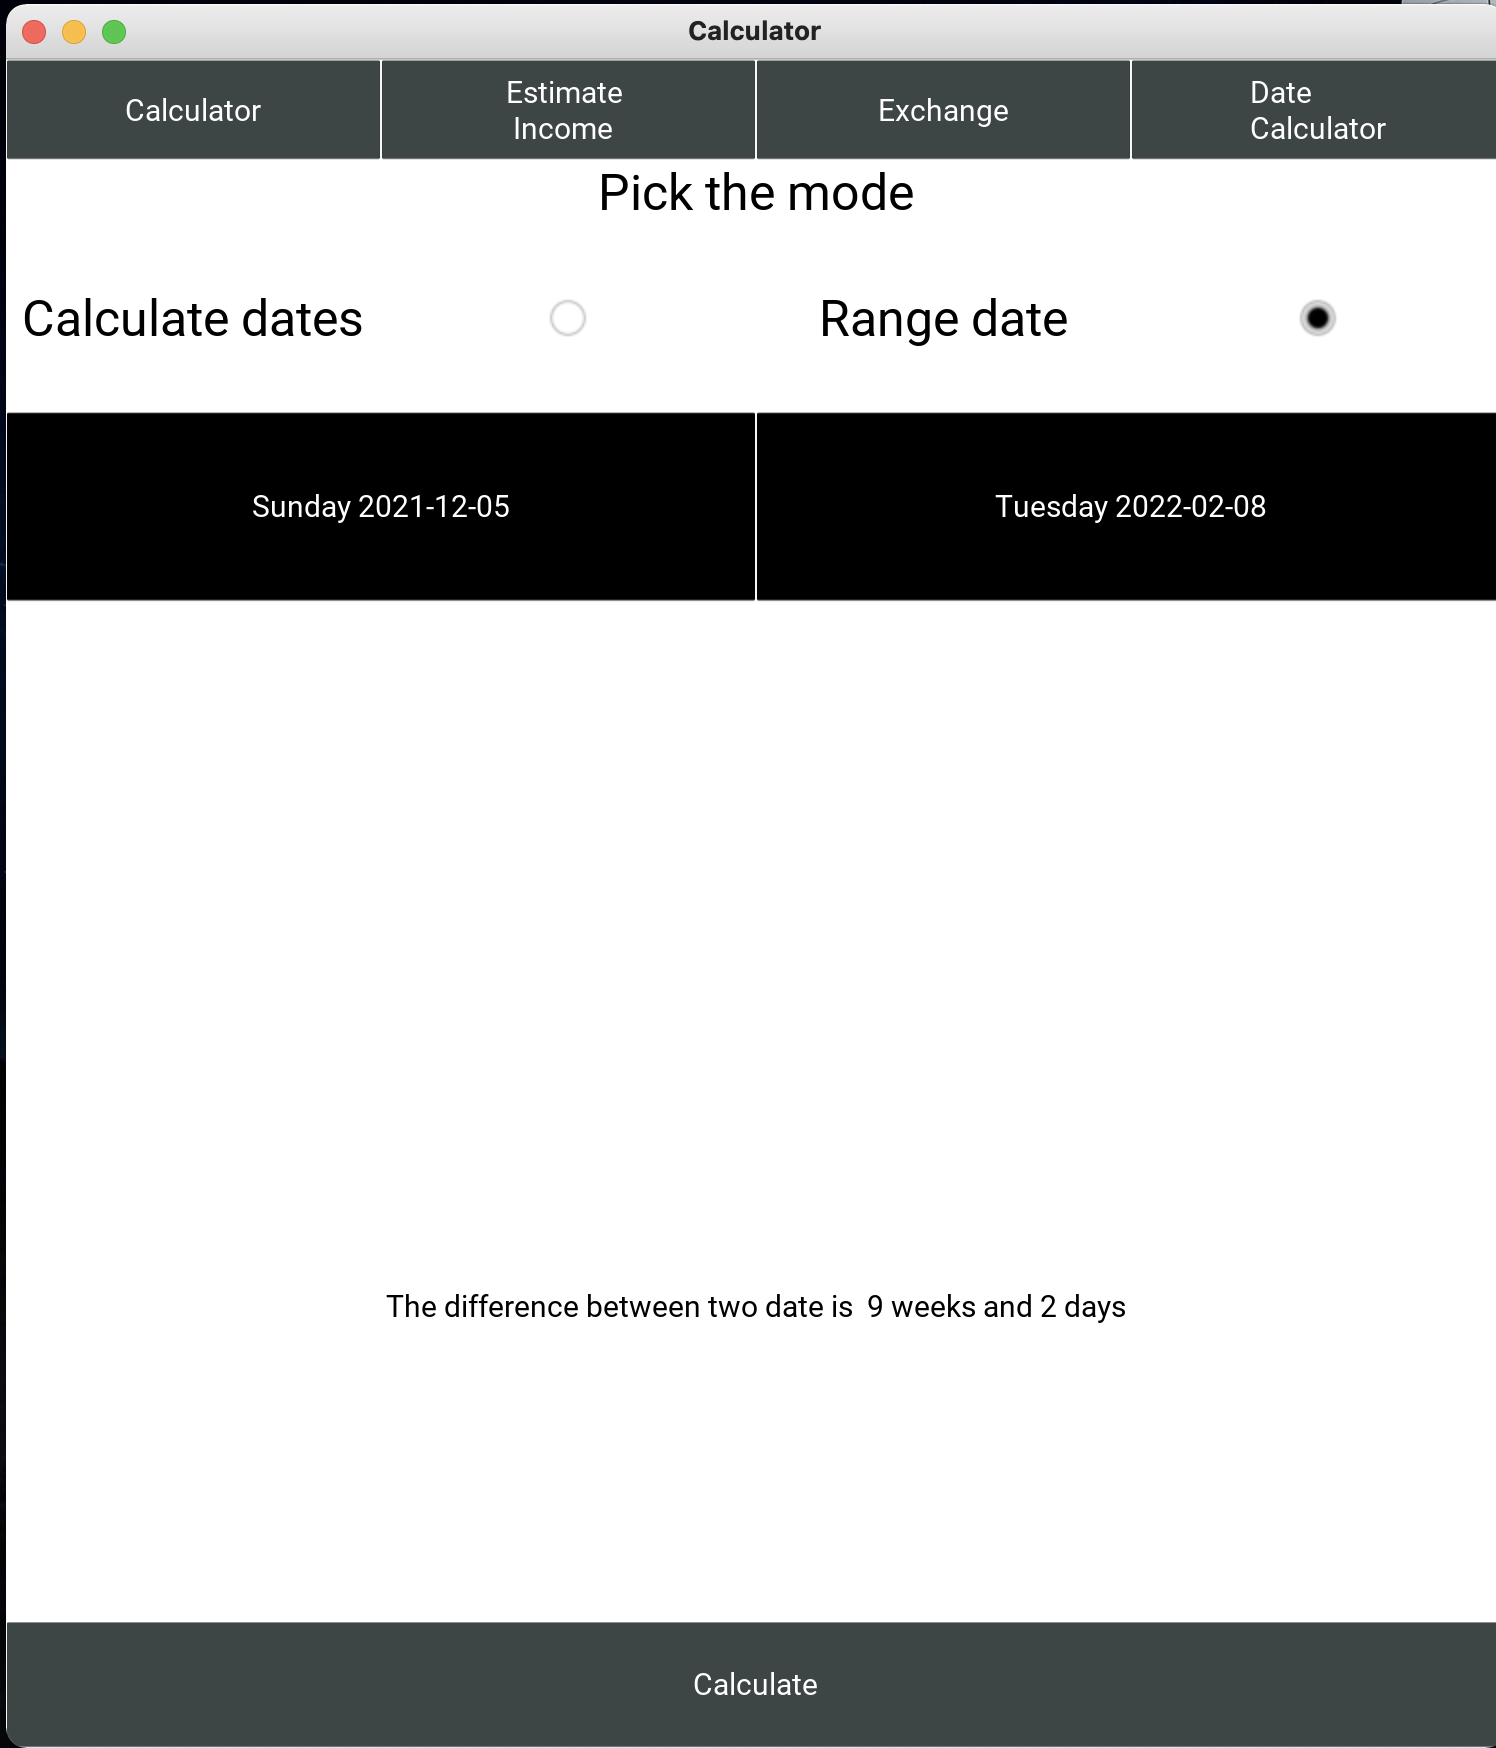 Calculator
Calculator
Estimate
Income
Exchange
Date
Calculator
Pick the mode
Calculate dates
Range date
Sunday 2021-12-05
Tuesday 2022-02-08
The difference between two date is  9 weeks and 2 days
Calculate